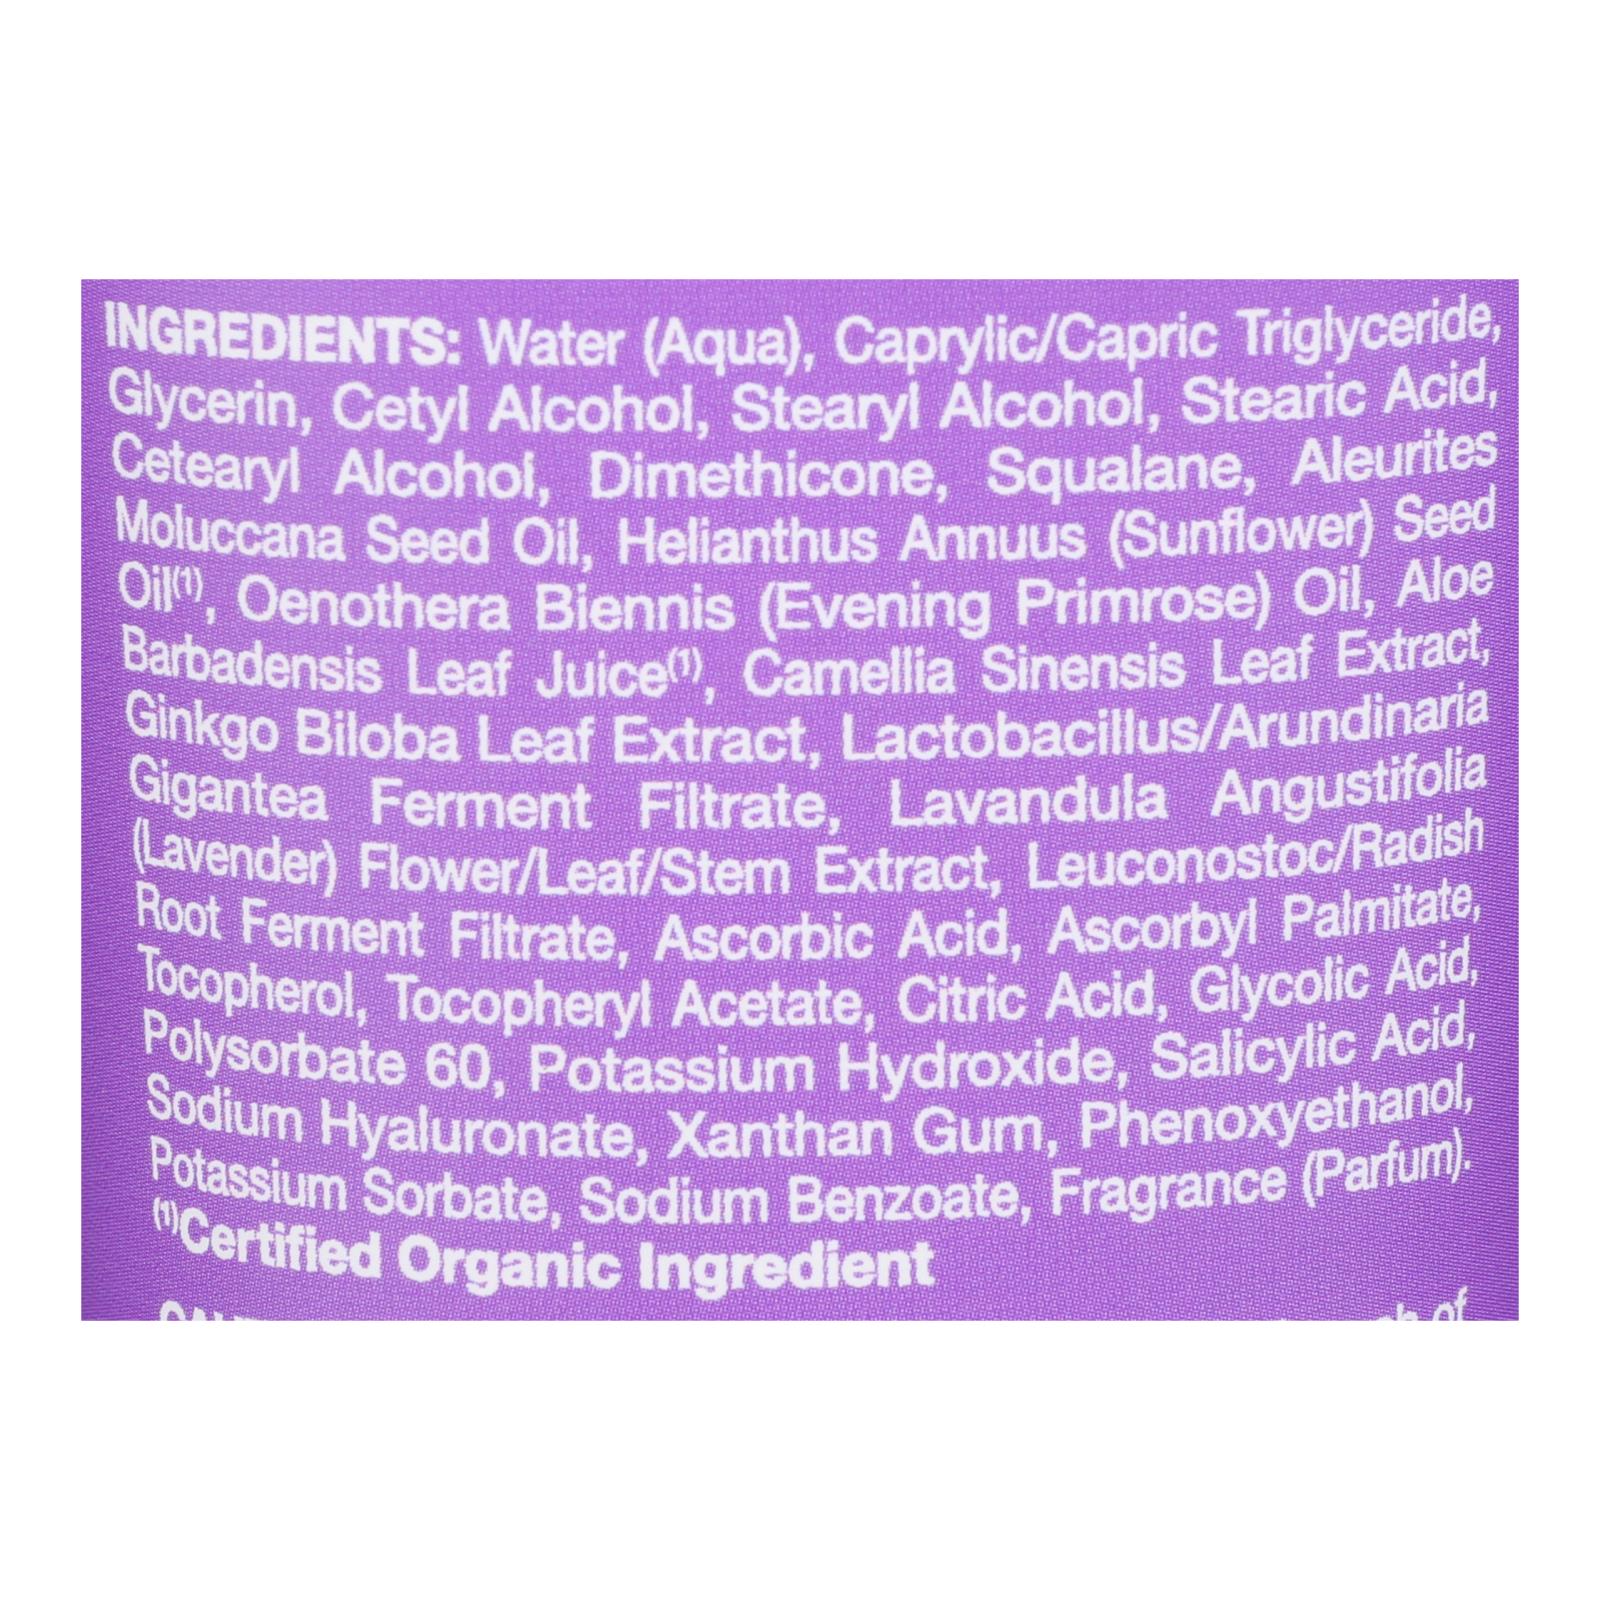 INGREDIENTS: Water (Aqua), Caprylic/Capric Triglyceride,
Glycerin, Cetyl Alcohol, Stearyl Alcohol, Stearic Acid,
Cetearyl Alcohol, Dimethicone, Squalane, Aleurites
Moluccana Seed Oil, Helianthus Annuus (Sunflower) Seed
Oil⁽¹⁾, Oenothera Biennis (Evening Primrose) Oil, Aloe
Barbadensis Leaf Juice⁽¹⁾, Camellia Sinensis Leaf Extract,
Ginkgo Biloba Leaf Extract, Lactobacillus/Arundinaria
Gigantea Ferment Filtrate, Lavandula Angustifolia
(Lavender) Flower/Leaf/Stem Extract, Leuconostoc/Radish
Root Ferment Filtrate, Ascorbic Acid, Ascorbyl Palmitate,
Tocopherol, Tocopheryl Acetate, Citric Acid, Glycolic Acid,
Polysorbate 60, Potassium Hydroxide, Salicylic Acid,
Sodium Hyaluronate, Xanthan Gum, Phenoxyethanol,
Potassium Sorbate, Sodium Benzoate, Fragrance (Parfum).
⁽¹⁾Certified Organic Ingredient
of